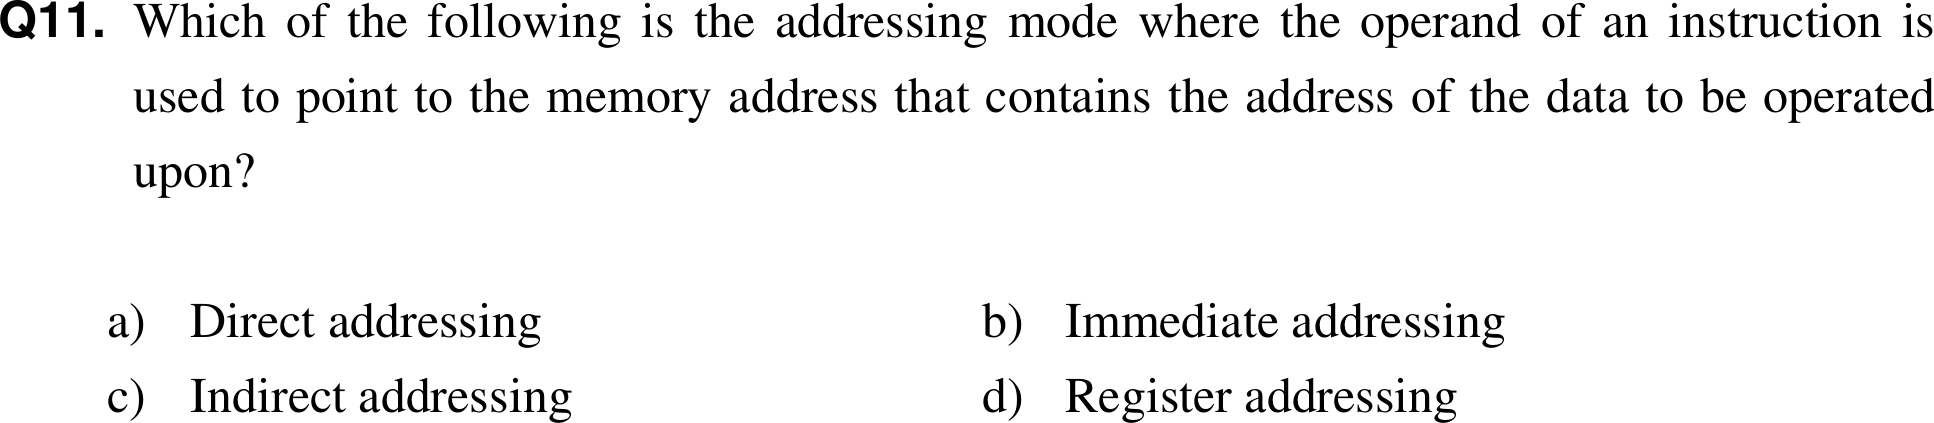 Q11. Which of the following is the addressing mode where the operand of an instruction is
used to point to the memory address that contains the address of the data to be operated
upon?
a) Direct addressing b) Immediate addressing
c) Indirect addressing d) Register addressing